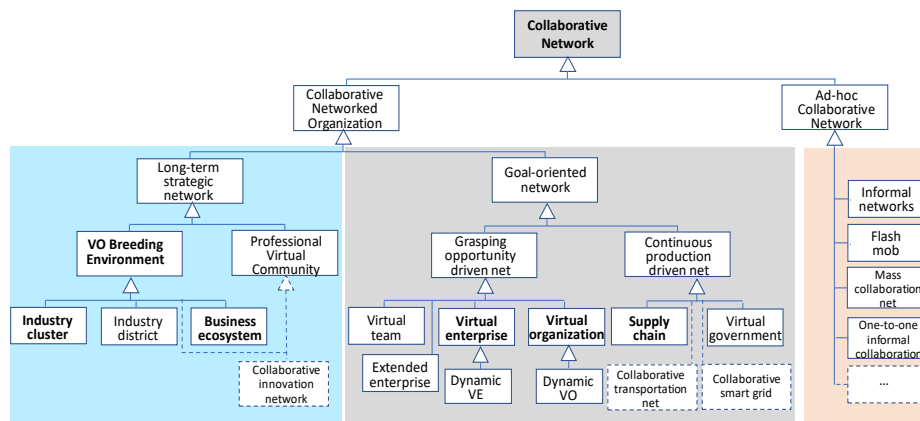 Collaborative
Network
Collaborative
Networked
Organization
Ad-hoc
Collaborative
Network
Long-term
strategic
network
Goal-oriented
network
Informal
networks
VO Breeding
Environment
Professional
Virtual
Community
Grasping
opportunity
driven net
Continuous
production
driven net
Flash
mob
Mass
collaboration
net
Industry
cluster
Industry
district
Business
ecosystem
Virtual
team
Virtual
enterprise
Virtual
organization
Supply
chain
Virtual
government
One-to-one
informal
collaboration
Extended
enterprise
Collaborative
innovation
network
Dynamic
VE
Dynamic
VO
Collaborative
transportation
net
Collaborative
smart grid
...